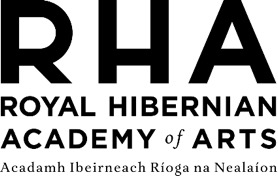 RHA
ROYAL HIBERNIAN
ACADEMY of ARTS
Acadamh Ibeirneach Ríoga na Nealaíon